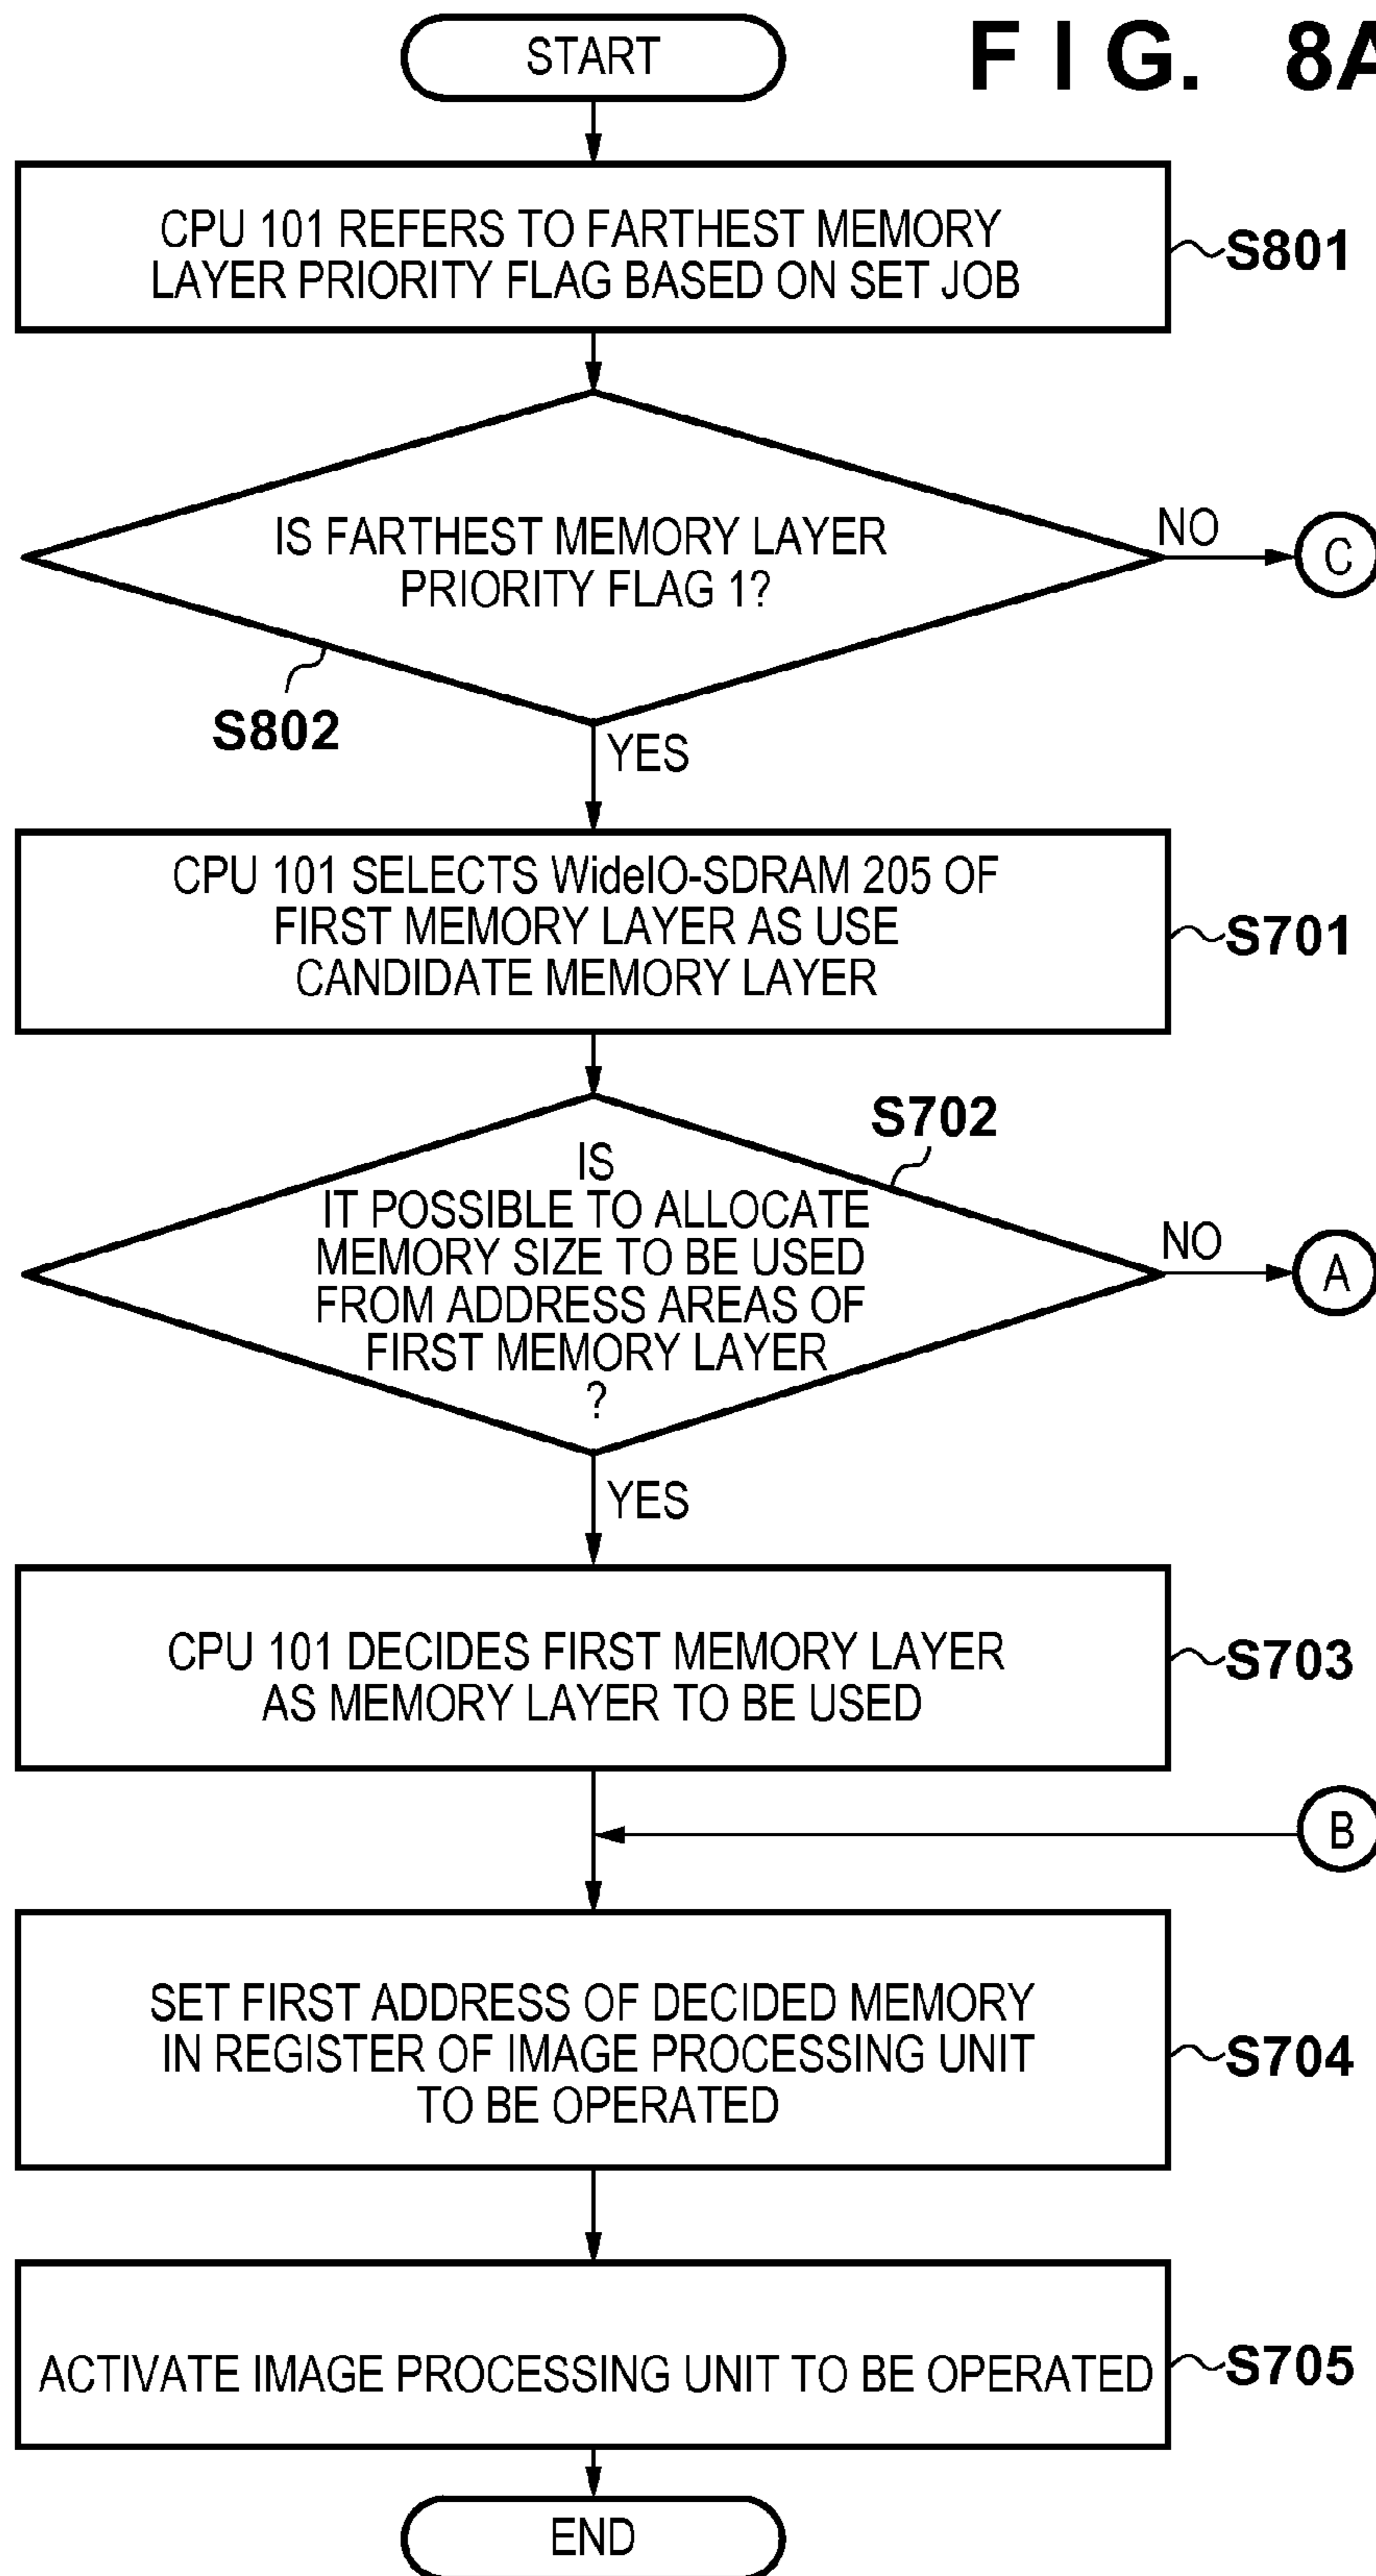 FIG. 8A
START
CPU 101 REFERS TO FARTHEST MEMORY
LAYER PRIORITY FLAG BASED ON SET JOB
S801
IS FARTHEST MEMORY LAYER
PRIORITY FLAG 1?
NO
C
S802
YES
CPU 101 SELECTS WideIO-SDRAM 205 OF
FIRST MEMORY LAYER AS USE
CANDIDATE MEMORY LAYER
S701
S702
IS
IT POSSIBLE TO ALLOCATE
MEMORY SIZE TO BE USED
FROM ADDRESS AREAS OF
FIRST MEMORY LAYER
?
NO
A
YES
CPU 101 DECIDES FIRST MEMORY LAYER
AS MEMORY LAYER TO BE USED
S703
B
SET FIRST ADDRESS OF DECIDED MEMORY
IN REGISTER OF IMAGE PROCESSING UNIT
TO BE OPERATED
S704
ACTIVATE IMAGE PROCESSING UNIT TO BE OPERATED
S705
END